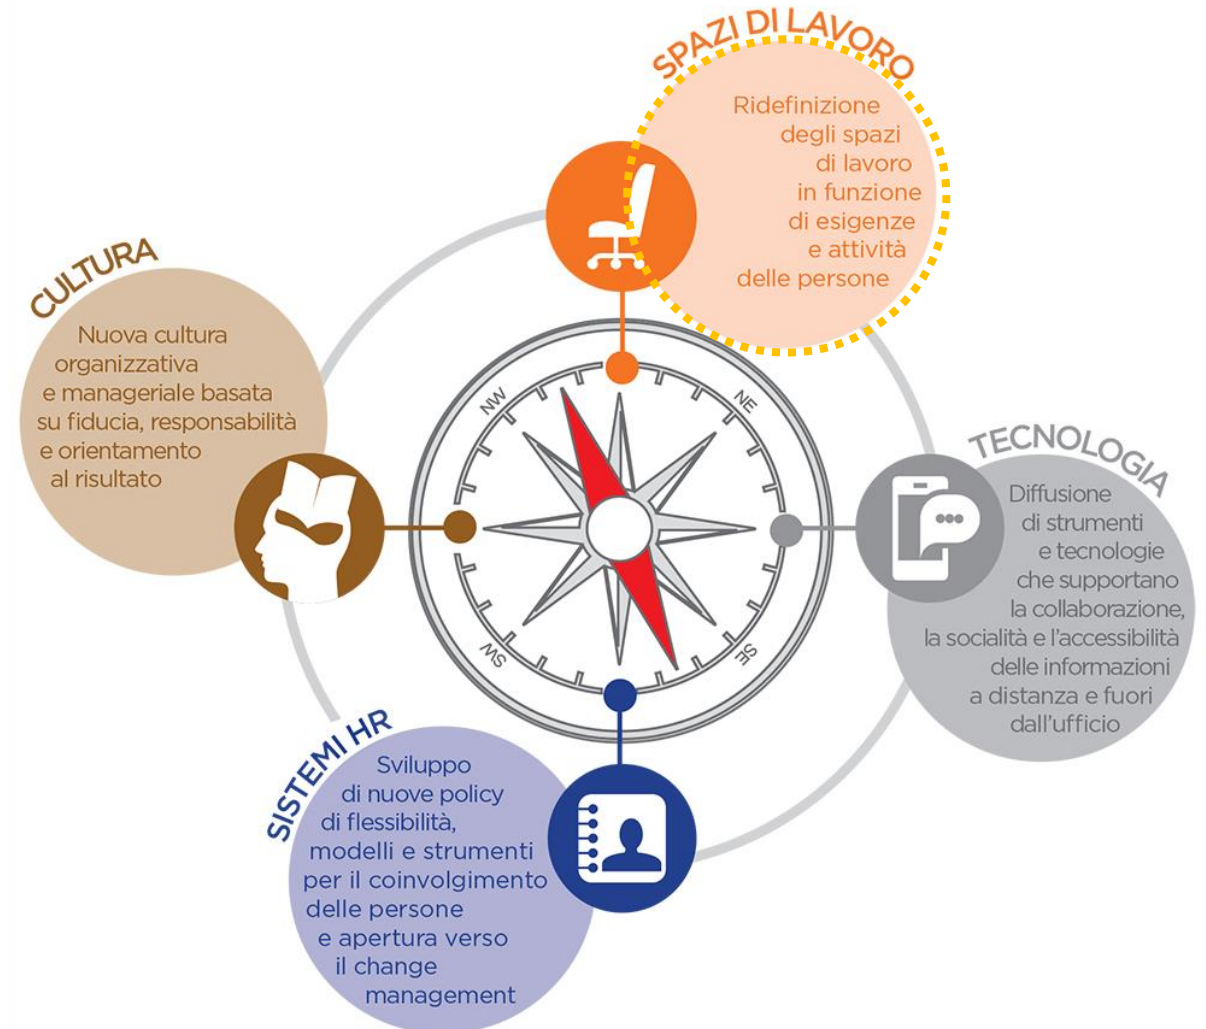 SPAZI DI LAVORO
Ridefinizione
degli spazi
di lavoro
in funzione
di esigenze
e attività
delle persone
CULTURA
Nuova cultura
organizzativa
e manageriale basata
su fiducia, responsabilità
e orientamento
al risultato
NW
NE
SW
SE
TECNOLOGIA
Diffusione
di strumenti
e tecnologie
che supportano
la collaborazione,
la socialità e l'accessibilità
delle informazioni
a distanza e fuori
dall'ufficio
SISTEMI HR
Sviluppo
di nuove policy
di flessibilità,
modelli e strumenti
per il coinvolgimento
delle persone
e apertura verso
il change
management